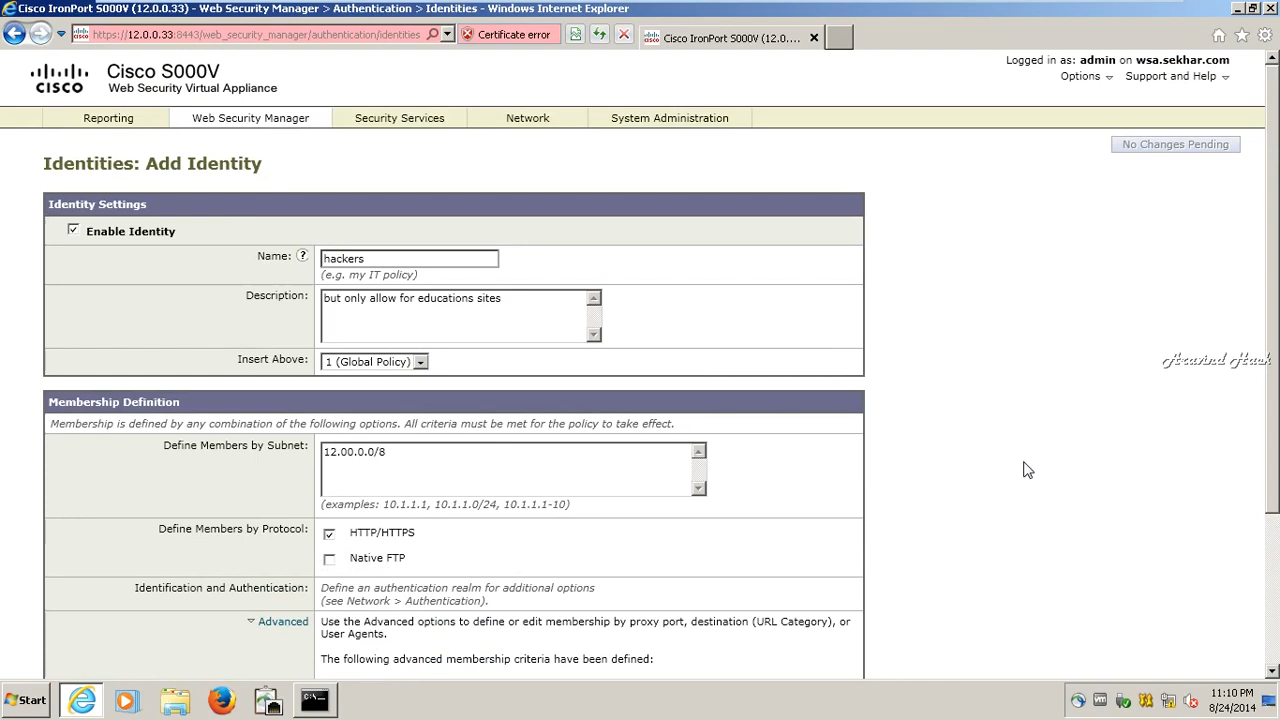 Cisco IronPort S000V (12.0.0.33) - Web Security Manager > Authentication > Identities - Windows Internet Explorer
https://12.0.0.33:8443/web_security_manager/authentication/identities
Certificate error
Cisco IronPort S000V (12.0....
Logged in as: admin on wsa.sekhar.com
Options
Support and Help
CISCO
Cisco S000V
Web Security Virtual Appliance
Reporting
Web Security Manager
Security Services
Network
System Administration
No Changes Pending
Identities: Add Identity
Identity Settings
Enable Identity
Name: ?
hackers
(e.g. my IT policy)
Description:
but only allow for educations sites
Insert Above:
1 (Global Policy)
Aravind Hack
Membership Definition
Membership is defined by any combination of the following options. All criteria must be met for the policy to take effect.
Define Members by Subnet:
12.00.0.0/8
(examples: 10.1.1.1, 10.1.1.0/24, 10.1.1.1-10)
Define Members by Protocol:
HTTP/HTTPS
Native FTP
Identification and Authentication:
Define an authentication realm for additional options
(see Network > Authentication).
Advanced
Use the Advanced options to define or edit membership by proxy port, destination (URL Category), or
User Agents.
The following advanced membership criteria have been defined:
Start
11:10 PM
8/24/2014